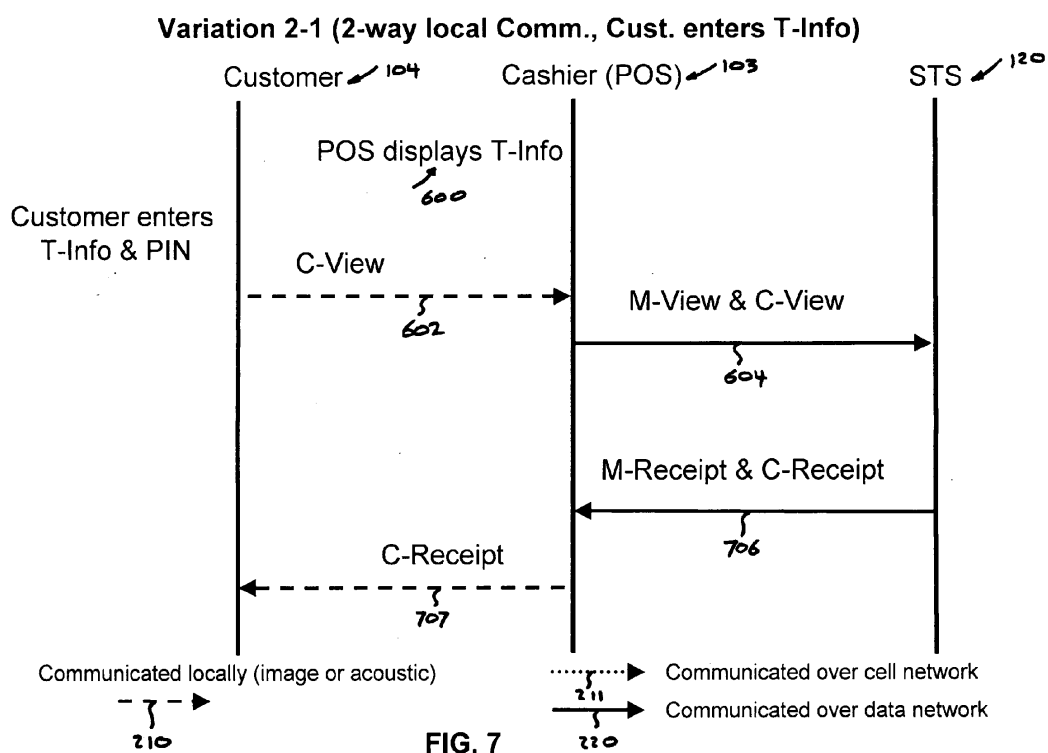 Variation 2-1 (2-way local Comm., Cust. enters T-Info)
Customer 104
Cashier (POS) 103
STS 120
POS displays T-Info
600
Customer enters
T-Info & PIN
C-View
602
M-View & C-View
604
M-Receipt & C-Receipt
706
C-Receipt
707
Communicated locally (image or acoustic)
210
Communicated over cell network
211
Communicated over data network
220
FIG. 7